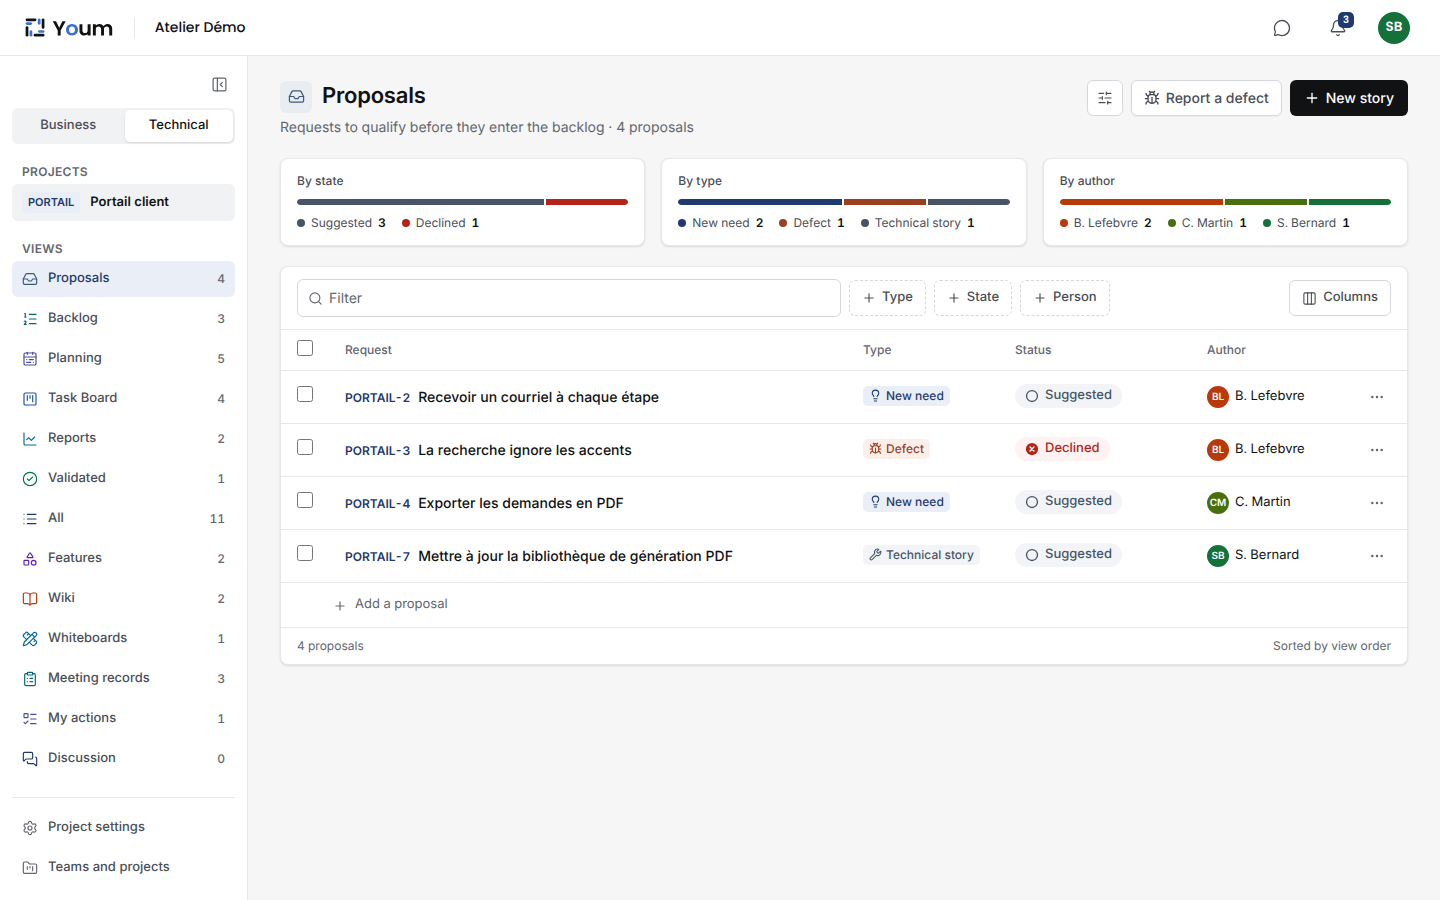 Youm
Atelier Démo
3
SB
Business
Technical
PROJECTS
PORTAIL Portail client
VIEWS
Proposals 4
Backlog 3
Planning 5
Task Board 4
Reports 2
Validated 1
All 11
Features 2
Wiki 2
Whiteboards 1
Meeting records 3
My actions 1
Discussion 0
Project settings
Teams and projects
Proposals
Requests to qualify before they enter the backlog · 4 proposals
Report a defect
New story
By state
Suggested 3 Declined 1
By type
New need 2 Defect 1 Technical story 1
By author
B. Lefebvre 2 C. Martin 1 S. Bernard 1
Filter
Type
State
Person
Columns
Request Type Status Author
PORTAIL-2 Recevoir un courriel à chaque étape New need Suggested BL B. Lefebvre
PORTAIL-3 La recherche ignore les accents Defect Declined BL B. Lefebvre
PORTAIL-4 Exporter les demandes en PDF New need Suggested CM C. Martin
PORTAIL-7 Mettre à jour la bibliothèque de génération PDF Technical story Suggested SB S. Bernard
Add a proposal
4 proposals
Sorted by view order